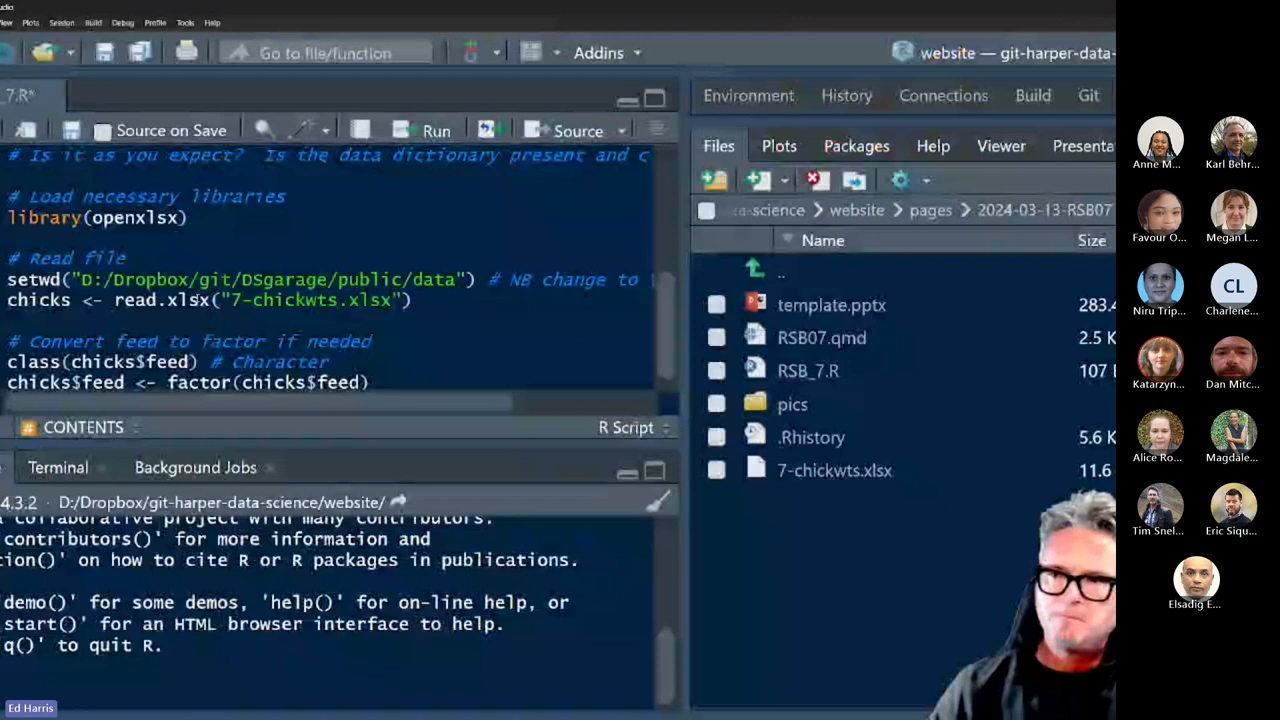 udio
View Plots Session Build Debug Profile Tools Help
Go to file/function
Addins
website — git-harper-data-
_7.R*
Source on Save
Run
Source
# Is it as you expect? Is the data dictionary present and c
# Load necessary libraries
library(openxlsx)
# Read file
setwd("D:/Dropbox/git/DSgarage/public/data") # NB change to
chicks <- read.xlsx("7-chickwts.xlsx")
# Convert feed to factor if needed
class(chicks$feed) # Character
chicks$feed <- factor(chicks$feed)
# CONTENTS
R Script
Terminal
Background Jobs
4.3.2 · D:/Dropbox/git-harper-data-science/website/
a collaborative project with many contributors.
contributors()' for more information and
tion()' on how to cite R or R packages in publications.
'demo()' for some demos, 'help()' for on-line help, or
start()' for an HTML browser interface to help.
'q()' to quit R.
Environment History Connections Build Git
Files Plots Packages Help Viewer Presenta
-science > website > pages > 2024-03-13-RSB07
Name Size
..
template.pptx 283.4
RSB07.qmd 2.5 K
RSB_7.R 107
pics
.Rhistory 5.6 K
7-chickwts.xlsx 11.6
Anne M...
Karl Behr...
Favour O...
Megan L...
Niru Trip...
CL
Charlene...
Katarzyn...
Dan Mitc...
Alice Ro...
Magdale...
Tim Snel...
Eric Siqu...
Elsadig E...
Ed Harris